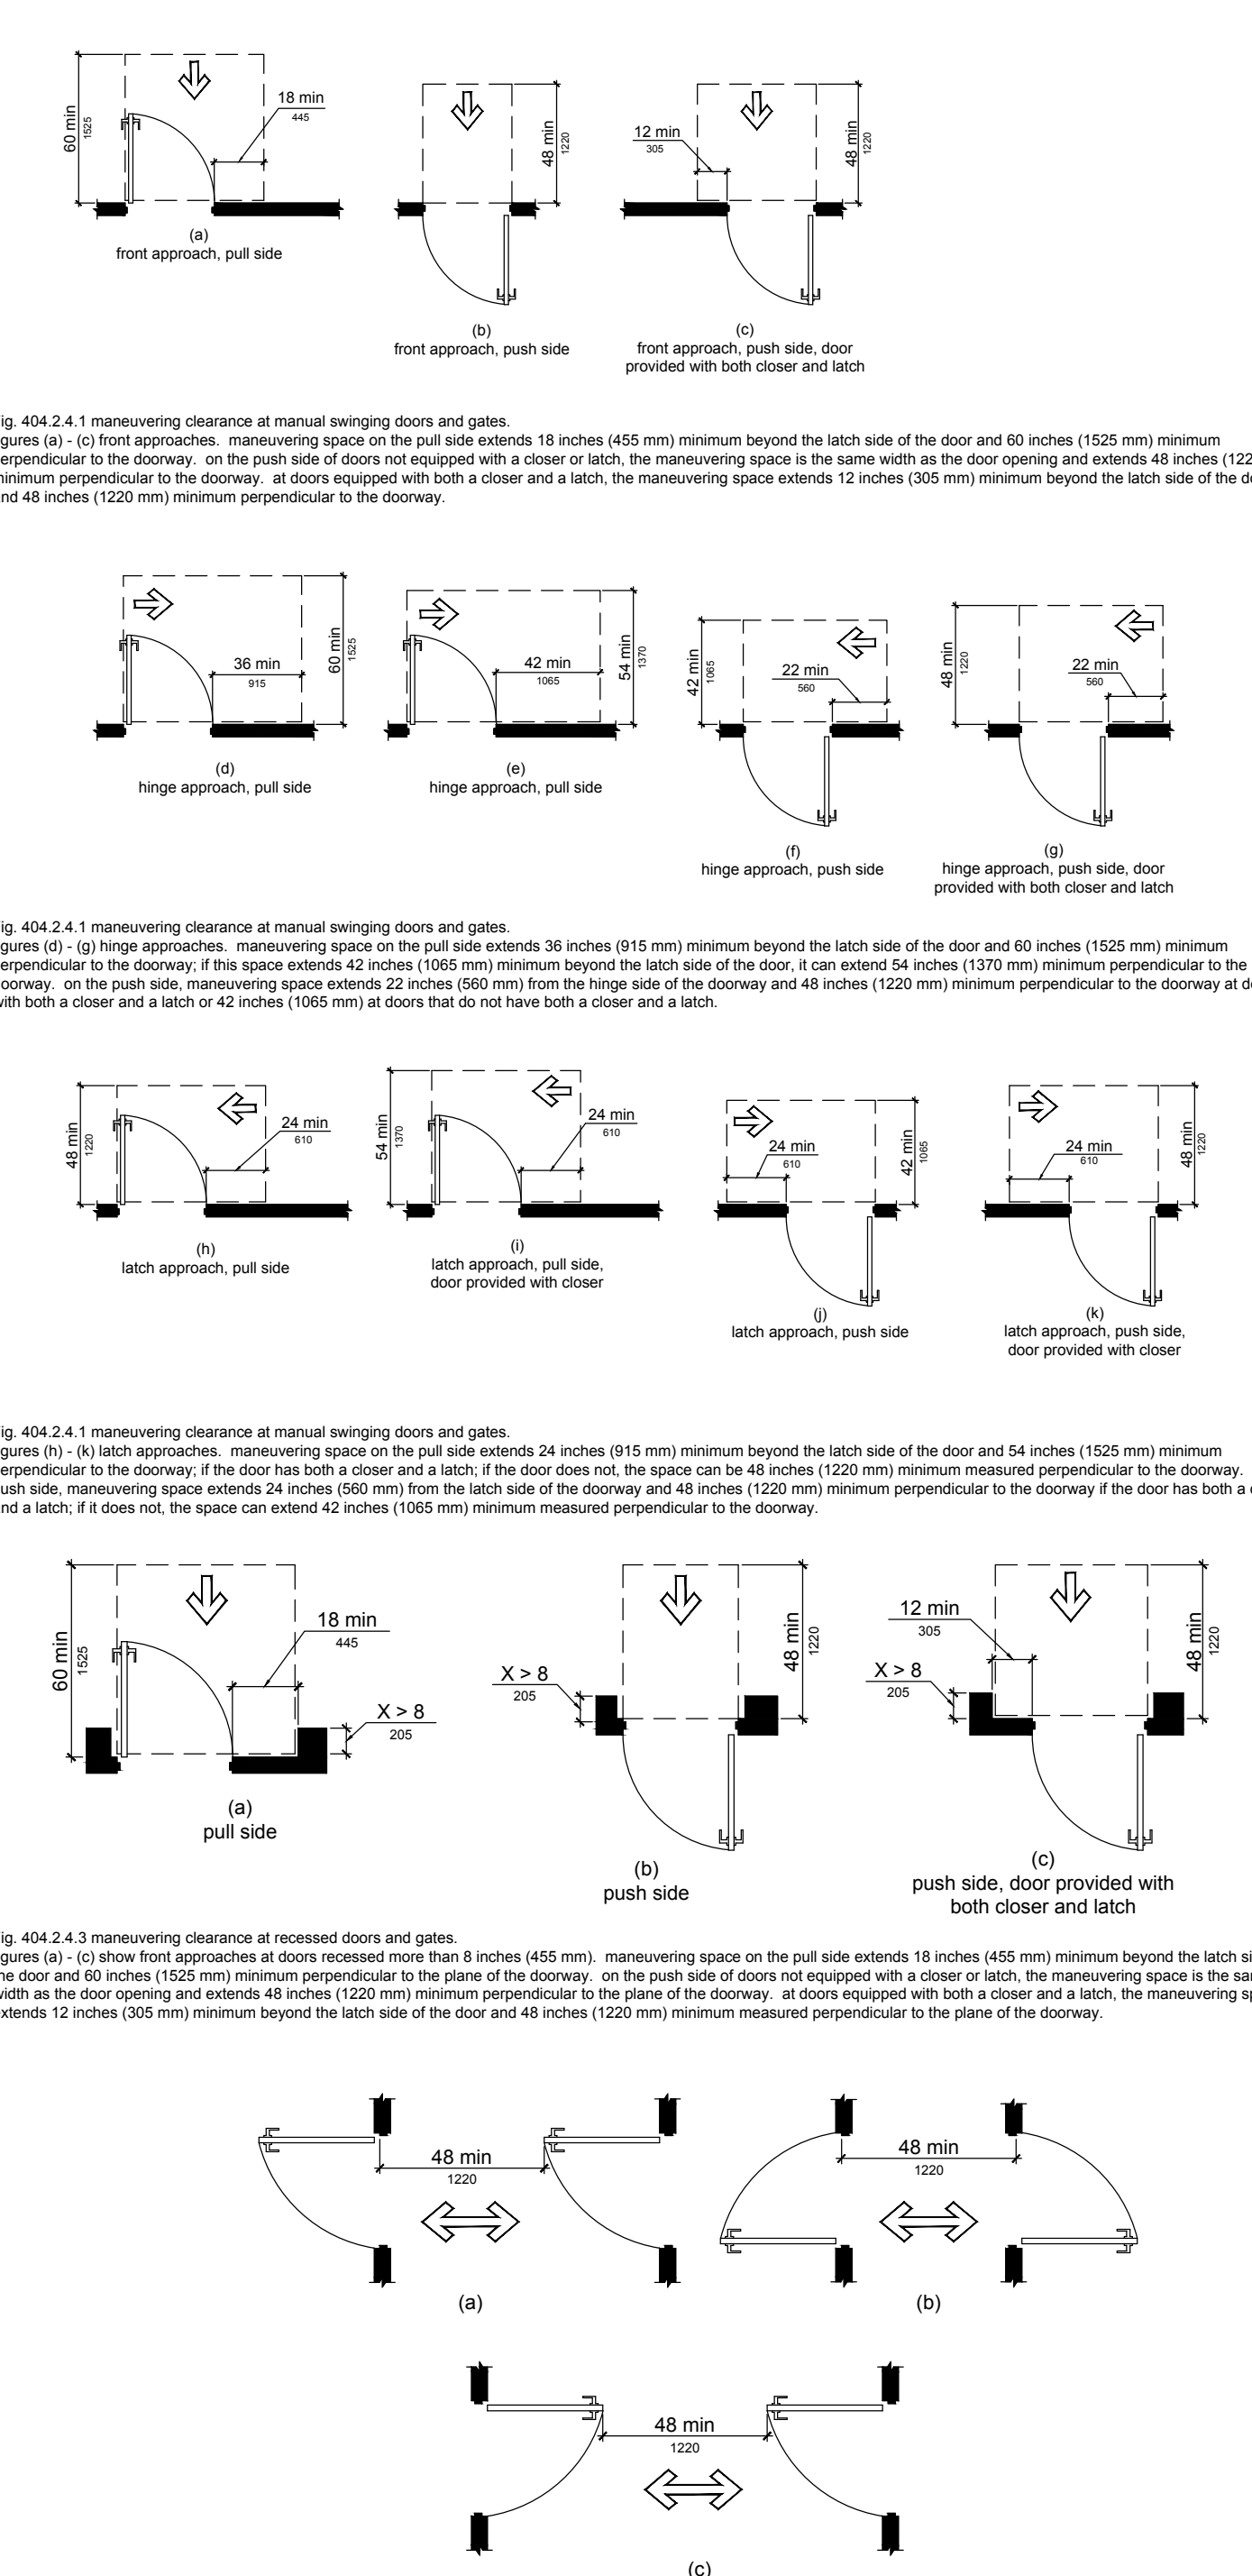 60 min
1525
18 min
445
(a)
front approach, pull side
48 min
1220
(b)
front approach, push side
12 min
305
48 min
1220
(c)
front approach, push side, door
provided with both closer and latch
ig. 404.2.4.1 maneuvering clearance at manual swinging doors and gates.
gures (a) - (c) front approaches. maneuvering space on the pull side extends 18 inches (455 mm) minimum beyond the latch side of the door and 60 inches (1525 mm) minimum
erpendicular to the doorway. on the push side of doors not equipped with a closer or latch, the maneuvering space is the same width as the door opening and extends 48 inches (122
minimum perpendicular to the doorway. at doors equipped with both a closer and a latch, the maneuvering space extends 12 inches (305 mm) minimum beyond the latch side of the do
nd 48 inches (1220 mm) minimum perpendicular to the doorway.
36 min
915
60 min
1525
(d)
hinge approach, pull side
42 min
1065
54 min
1370
(e)
hinge approach, pull side
42 min
1065
22 min
560
(f)
hinge approach, push side
48 min
1220
22 min
560
(g)
hinge approach, push side, door
provided with both closer and latch
ig. 404.2.4.1 maneuvering clearance at manual swinging doors and gates.
gures (d) - (g) hinge approaches. maneuvering space on the pull side extends 36 inches (915 mm) minimum beyond the latch side of the door and 60 inches (1525 mm) minimum
erpendicular to the doorway; if this space extends 42 inches (1065 mm) minimum beyond the latch side of the door, it can extend 54 inches (1370 mm) minimum perpendicular to the
oorway. on the push side, maneuvering space extends 22 inches (560 mm) from the hinge side of the doorway and 48 inches (1220 mm) minimum perpendicular to the doorway at do
with both a closer and a latch or 42 inches (1065 mm) at doors that do not have both a closer and a latch.
48 min
1220
24 min
610
(h)
latch approach, pull side
54 min
1370
24 min
610
(i)
latch approach, pull side,
door provided with closer
24 min
610
42 min
1065
(j)
latch approach, push side
24 min
610
48 min
1220
(k)
latch approach, push side,
door provided with closer
ig. 404.2.4.1 maneuvering clearance at manual swinging doors and gates.
gures (h) - (k) latch approaches. maneuvering space on the pull side extends 24 inches (915 mm) minimum beyond the latch side of the door and 54 inches (1525 mm) minimum
erpendicular to the doorway; if the door has both a closer and a latch; if the door does not, the space can be 48 inches (1220 mm) minimum measured perpendicular to the doorway.
ush side, maneuvering space extends 24 inches (560 mm) from the latch side of the doorway and 48 inches (1220 mm) minimum perpendicular to the doorway if the door has both a c
nd a latch; if it does not, the space can extend 42 inches (1065 mm) minimum measured perpendicular to the doorway.
60 min
1525
18 min
445
X > 8
205
(a)
pull side
X > 8
205
48 min
1220
(b)
push side
12 min
305
X > 8
205
48 min
1220
(c)
push side, door provided with
both closer and latch
ig. 404.2.4.3 maneuvering clearance at recessed doors and gates.
gures (a) - (c) show front approaches at doors recessed more than 8 inches (455 mm). maneuvering space on the pull side extends 18 inches (455 mm) minimum beyond the latch si
he door and 60 inches (1525 mm) minimum perpendicular to the plane of the doorway. on the push side of doors not equipped with a closer or latch, the maneuvering space is the sa
width as the door opening and extends 48 inches (1220 mm) minimum perpendicular to the plane of the doorway. at doors equipped with both a closer and a latch, the maneuvering sp
extends 12 inches (305 mm) minimum beyond the latch side of the door and 48 inches (1220 mm) minimum measured perpendicular to the plane of the doorway.
48 min
1220
(a)
48 min
1220
(b)
48 min
1220
(c)